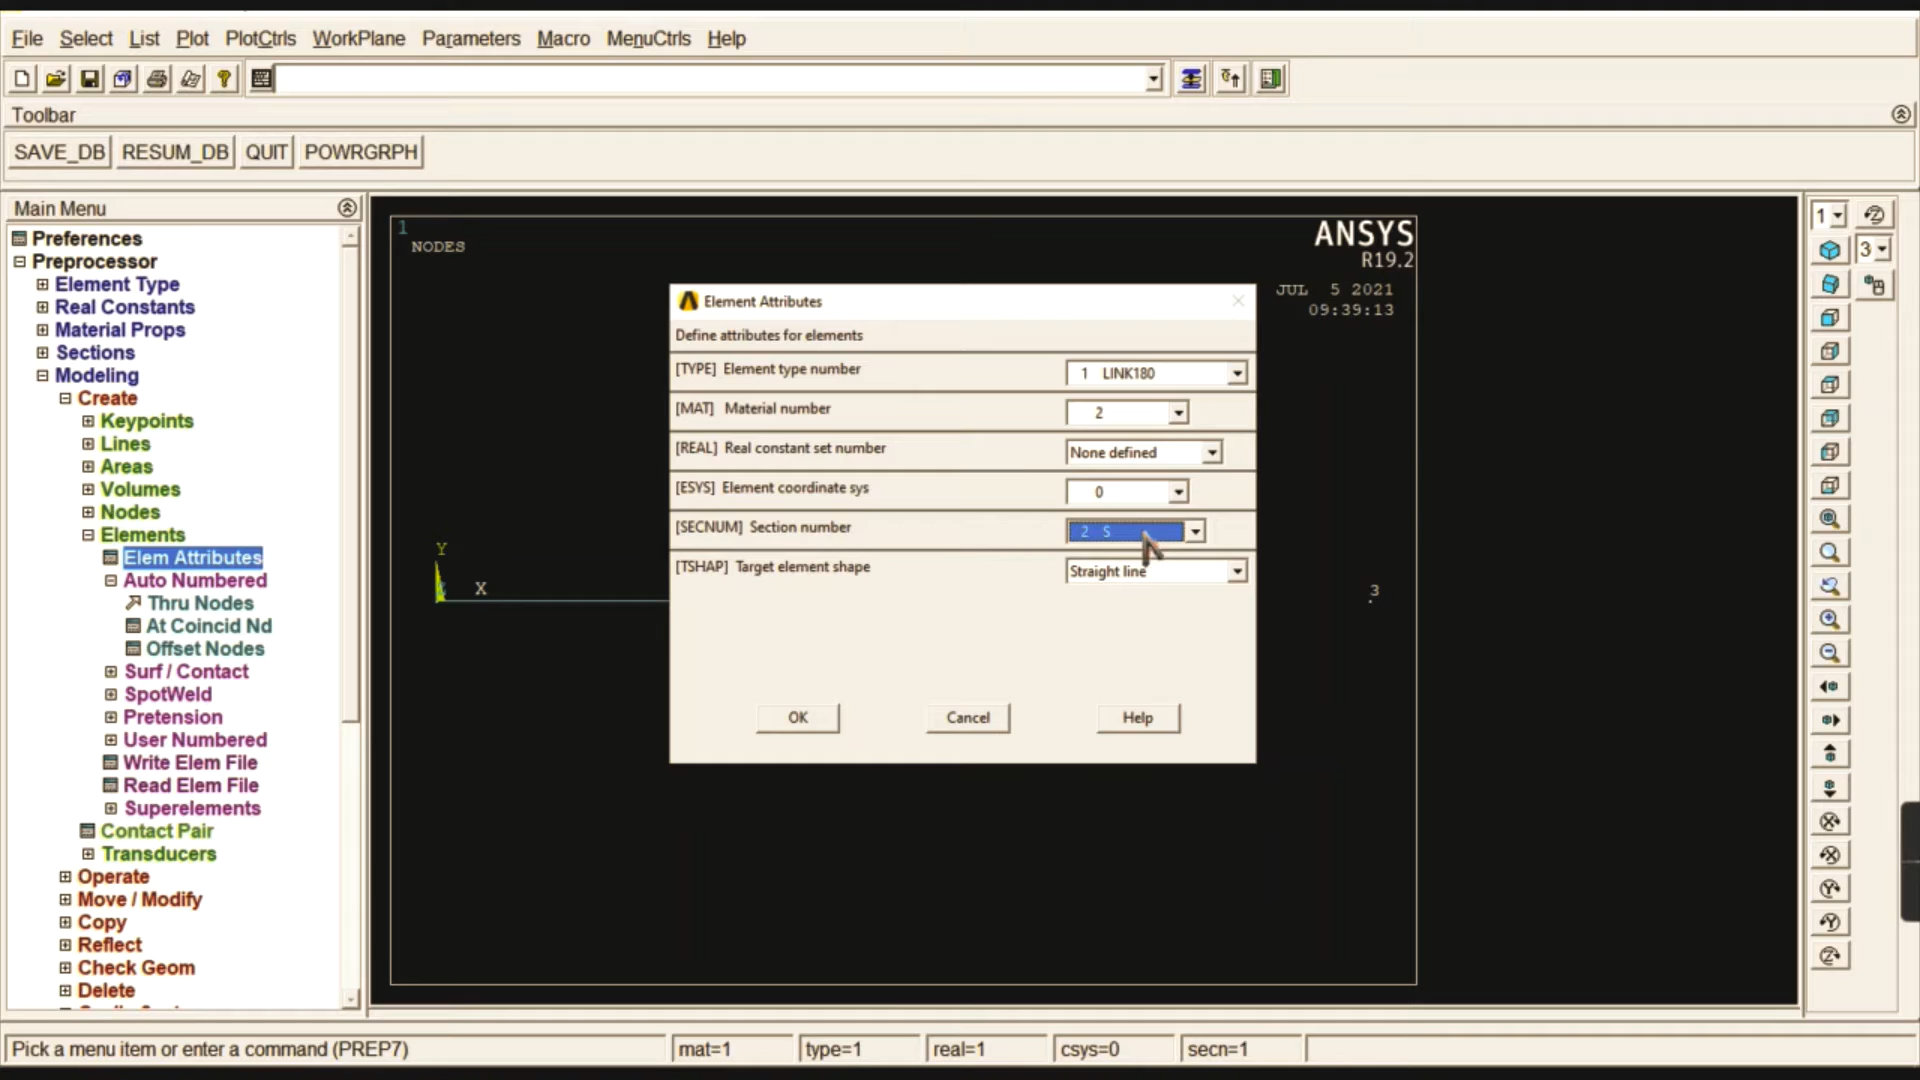 File Select List Plot PlotCtrls WorkPlane Parameters Macro MenuCtrls Help
Toolbar
SAVE_DB RESUM_DB QUIT POWRGRPH
Main Menu
Preferences
Preprocessor
Element Type
Real Constants
Material Props
Sections
Modeling
Create
Keypoints
Lines
Areas
Volumes
Nodes
Elements
Elem Attributes
Auto Numbered
Thru Nodes
At Coincid Nd
Offset Nodes
Surf / Contact
SpotWeld
Pretension
User Numbered
Write Elem File
Read Elem File
Superelements
Contact Pair
Transducers
Operate
Move / Modify
Copy
Reflect
Check Geom
Delete
1
NODES
ANSYS
R19.2
JUL 5 2021
09:39:13
Y
X
3
Element Attributes
Define attributes for elements
[TYPE] Element type number 1 LINK180
[MAT] Material number 2
[REAL] Real constant set number None defined
[ESYS] Element coordinate sys 0
[SECNUM] Section number 2 S
[TSHAP] Target element shape Straight line
OK Cancel Help
1
3
Pick a menu item or enter a command (PREP7) mat=1 type=1 real=1 csys=0 secn=1